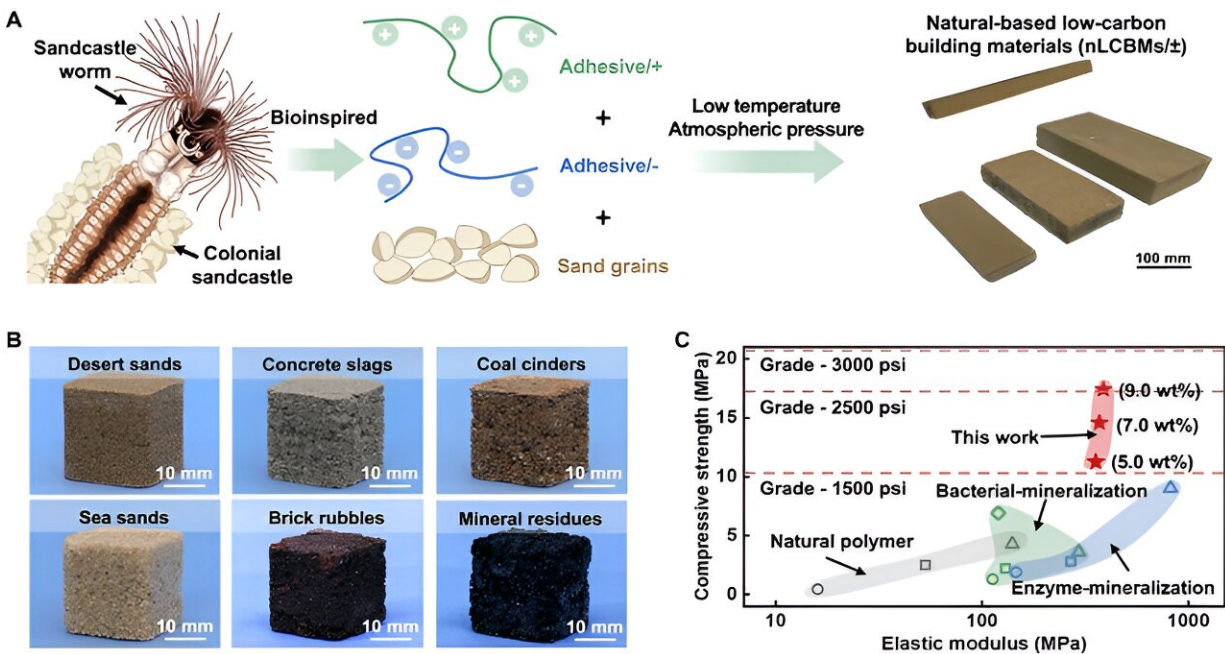 A
Sandcastle
worm
Colonial
sandcastle
Bioinspired
Adhesive/+
+
Adhesive/-
+
Sand grains
Low temperature
Atmospheric pressure
Natural-based low-carbon
building materials (nLCBMs/±)
100 mm
B
Desert sands
10 mm
Concrete slags
10 mm
Coal cinders
10 mm
Sea sands
10 mm
Brick rubbles
10 mm
Mineral residues
10 mm
C
Compressive strength (MPa)
20
15
10
5
0
Grade - 3000 psi
Grade - 2500 psi
Grade - 1500 psi
(9.0 wt%)
(7.0 wt%)
(5.0 wt%)
This work
Bacterial-mineralization
Natural polymer
Enzyme-mineralization
10
100
1000
Elastic modulus (MPa)